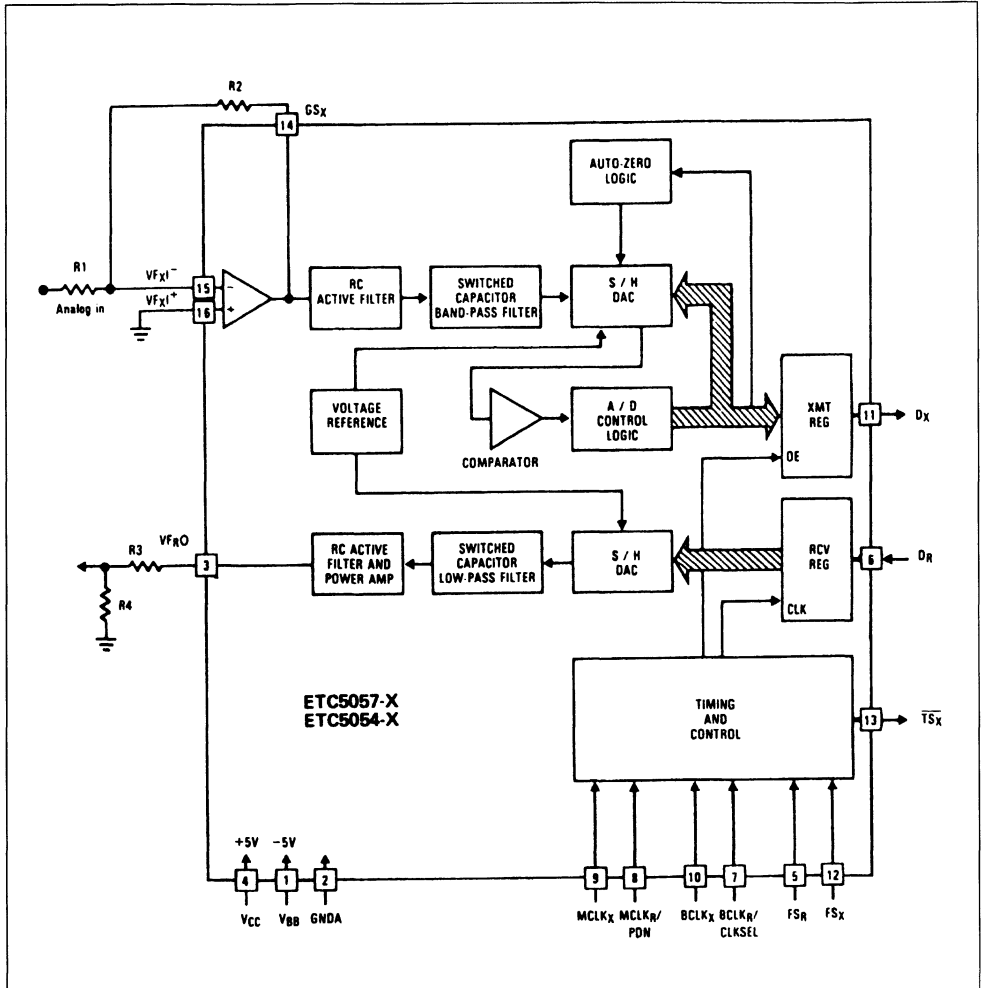 R2
GSX
14
AUTO-ZERO
LOGIC
R1
VFXI−
15
−
RC
ACTIVE FILTER
SWITCHED
CAPACITOR
BAND-PASS FILTER
S / H
DAC
Analog in
VFXI+
16
+
VOLTAGE
REFERENCE
COMPARATOR
A / D
CONTROL
LOGIC
XMT
REG
OE
11
DX
R3
VFRO
3
RC ACTIVE
FILTER AND
POWER AMP
SWITCHED
CAPACITOR
LOW-PASS FILTER
S / H
DAC
RCV
REG
CLK
6
DR
R4
ETC5057-X
ETC5054-X
TIMING
AND
CONTROL
13
TSX
+5V
−5V
4
1
2
9
8
10
7
5
12
VCC
VBB
GNDA
MCLKX
MCLKR/
PDN
BCLKX
BCLKR/
CLKSEL
FSR
FSX